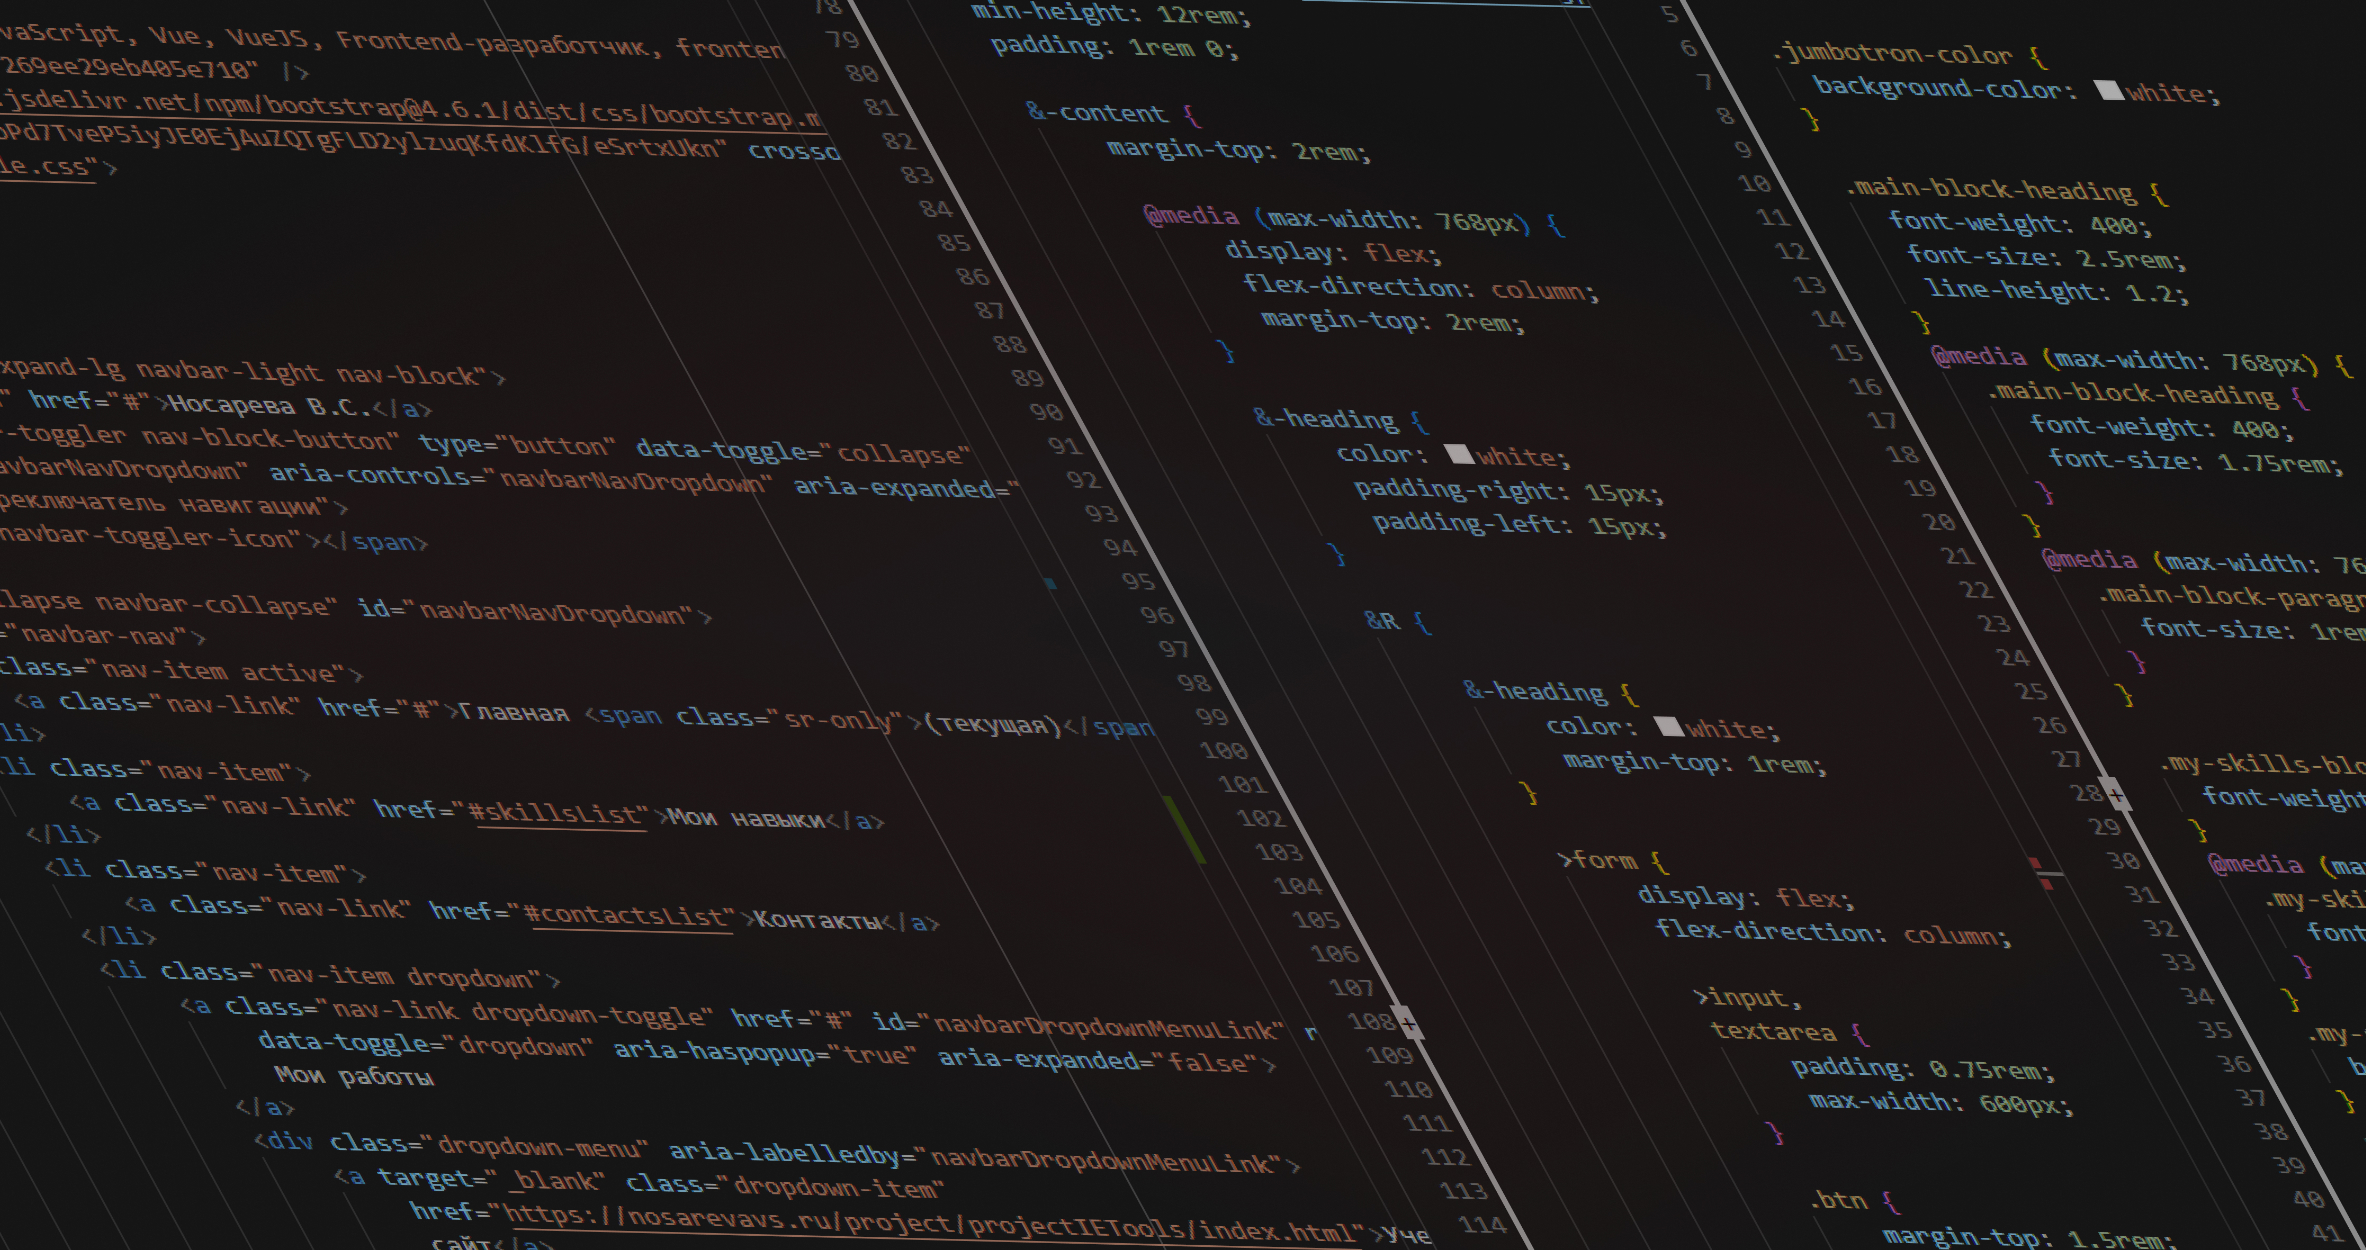 vaScript, Vue, VueJS, Frontend-разработчик, fronten
269ee29eb405e710" />
.jsdelivr.net/npm/bootstrap@4.6.1/dist/css/bootstrap.m
Pd7TveP5iyJE0EjAuZQTgFLD2ylzuqKfdKlfG/eSrtxUkn" crosso
le.css">
xpand-lg navbar-light nav-block">
" href="#">Носарева В.С.</a>
r-toggler nav-block-button" type="button" data-toggle="collapse"
avbarNavDropdown" aria-controls="navbarNavDropdown" aria-expanded="
реключатель навигации">
navbar-toggler-icon"></span>
llapse navbar-collapse" id="navbarNavDropdown">
="navbar-nav">
class="nav-item active">
<a class="nav-link" href="#">Главная <span class="sr-only">(текущая)</span
li>
li class="nav-item">
<a class="nav-link" href="#skillsList">Мои навыки</a>
</li>
<li class="nav-item">
<a class="nav-link" href="#contactsList">Контакты</a>
</li>
<li class="nav-item dropdown">
<a class="nav-link dropdown-toggle" href="#" id="navbarDropdownMenuLink" r
data-toggle="dropdown" aria-haspopup="true" aria-expanded="false">
Мои работы
</a>
<div class="dropdown-menu" aria-labelledby="navbarDropdownMenuLink">
<a target="_blank" class="dropdown-item"
href="https://nosarevavs.ru/project/projectIETools/index.html">Уче
сайт</a>
78
79
80
81
82
83
84
85
86
87
88
89
90
91
92
93
94
95
96
97
98
99
100
101
102
103
104
105
106
107
108 +
109
110
111
112
113
114
min-height: 12rem;
padding: 1rem 0;
&-content {
margin-top: 2rem;
@media (max-width: 768px) {
display: flex;
flex-direction: column;
margin-top: 2rem;
}
&-heading {
color: white;
padding-right: 15px;
padding-left: 15px;
}
&R {
&-heading {
color: white;
margin-top: 1rem;
}
>form {
display: flex;
flex-direction: column;
>input,
textarea {
padding: 0.75rem;
max-width: 600px;
}
.btn {
margin-top: 1.5rem;
5
6
7
8
9
10
11
12
13
14
15
16
17
18
19
20
21
22
23
24
25
26
27
28 +
29
30
31
32
33
34
35
36
37
38
39
40
41
.jumbotron-color {
background-color: white;
}
.main-block-heading {
font-weight: 400;
font-size: 2.5rem;
line-height: 1.2;
}
@media (max-width: 768px) {
.main-block-heading {
font-weight: 400;
font-size: 1.75rem;
}
}
@media (max-width: 76
.main-block-paragr
font-size: 1rem
}
}
.my-skills-blo
font-weight
}
@media (max
.my-skil
font
}
}
.my-
b
}